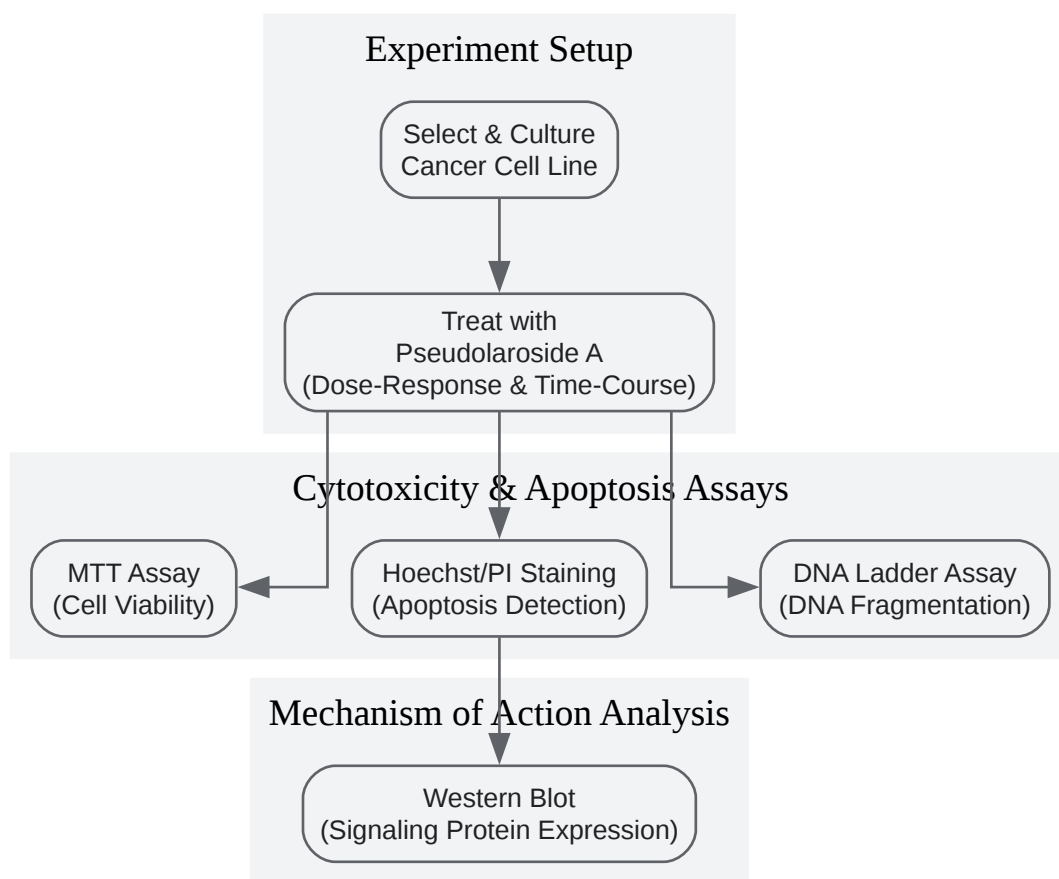 Experiment Setup
Select & Culture
Cancer Cell Line
Treat with
Pseudolaroside A
(Dose-Response & Time-Course)
Cytotoxicity & Apoptosis Assays
MTT Assay
(Cell Viability)
Hoechst/PI Staining
(Apoptosis Detection)
DNA Ladder Assay
(DNA Fragmentation)
Mechanism of Action Analysis
Western Blot
(Signaling Protein Expression)